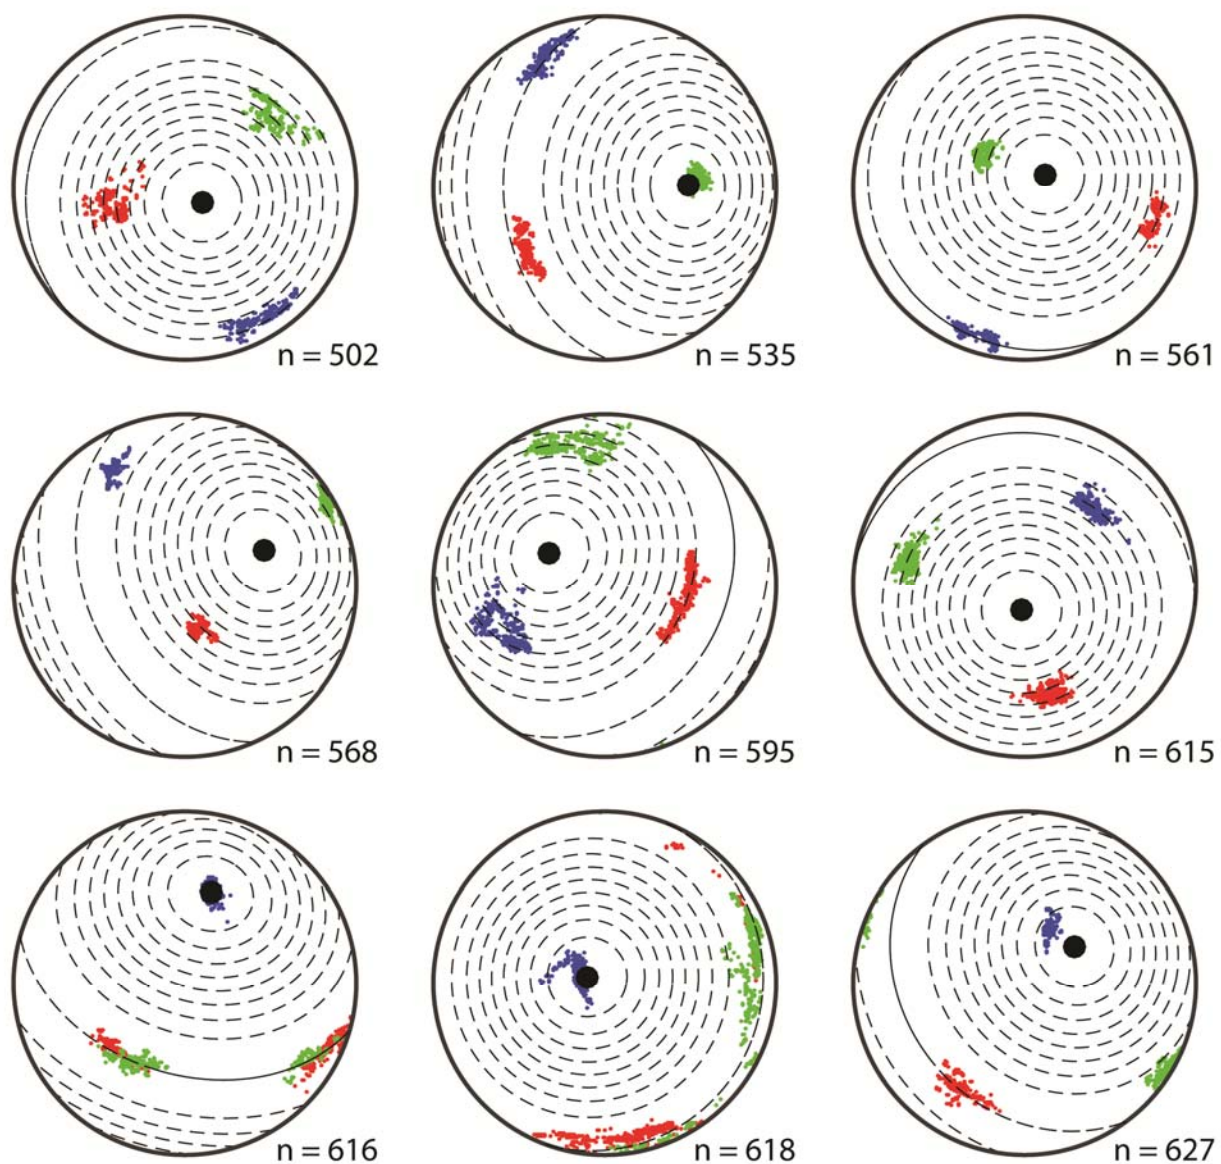 n = 502
n = 535
n = 561
n = 568
n = 595
n = 615
n = 616
n = 618
n = 627